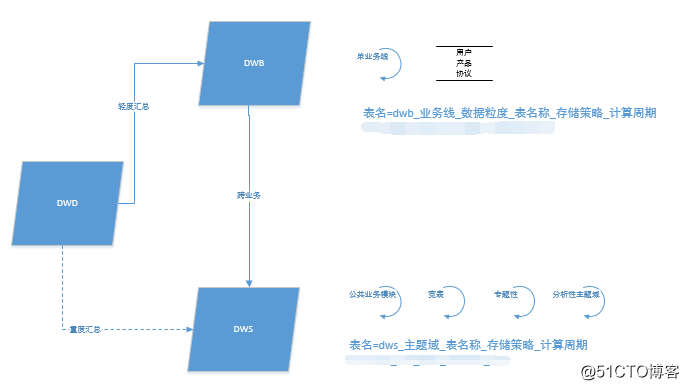 DWB
单业务线
用户
产品
协议
轻度汇总
表名=dwb_业务线_数据粒度_表名称_存储策略_计算周期
DWD
跨业务
公共业务模块
宽表
专题性
分析性主题域
重度汇总
DWS
表名=dws_主题域_表名称_存储策略_计算周期
@51CTO博客